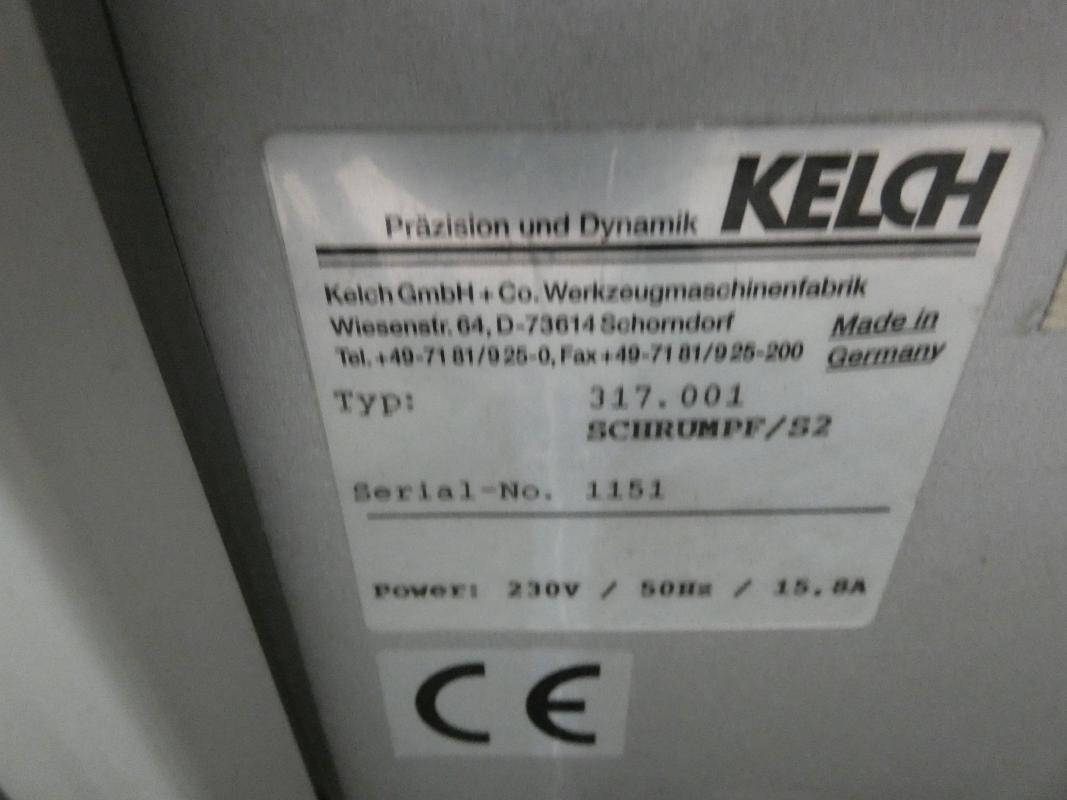 KELCH
Präzision und Dynamik
Kelch GmbH + Co. Werkzeugmaschinenfabrik
Wiesenstr. 64, D-73614 Schorndorf
Made in
Tel. +49-71 81/9 25-0, Fax +49-71 81/9 25-200
Germany
Typ: 317.001
SCHRUMPF/S2
Serial-No. 1151
Power: 230V / 50Hz / 15.8A
CE